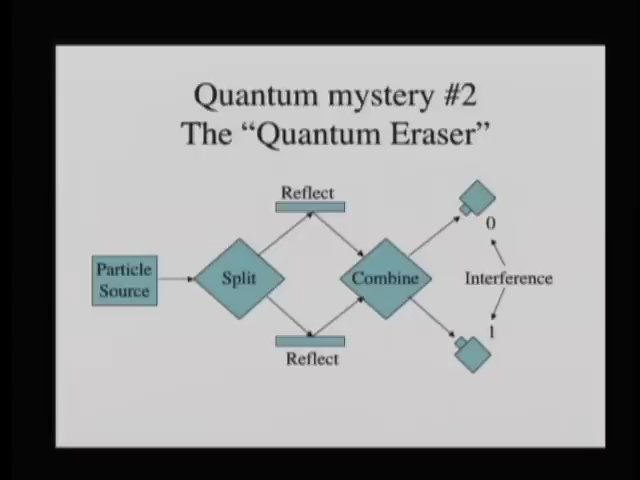 Quantum mystery #2
The “Quantum Eraser”
Reflect
0
Particle
Source
Split
Combine
Interference
1
Reflect